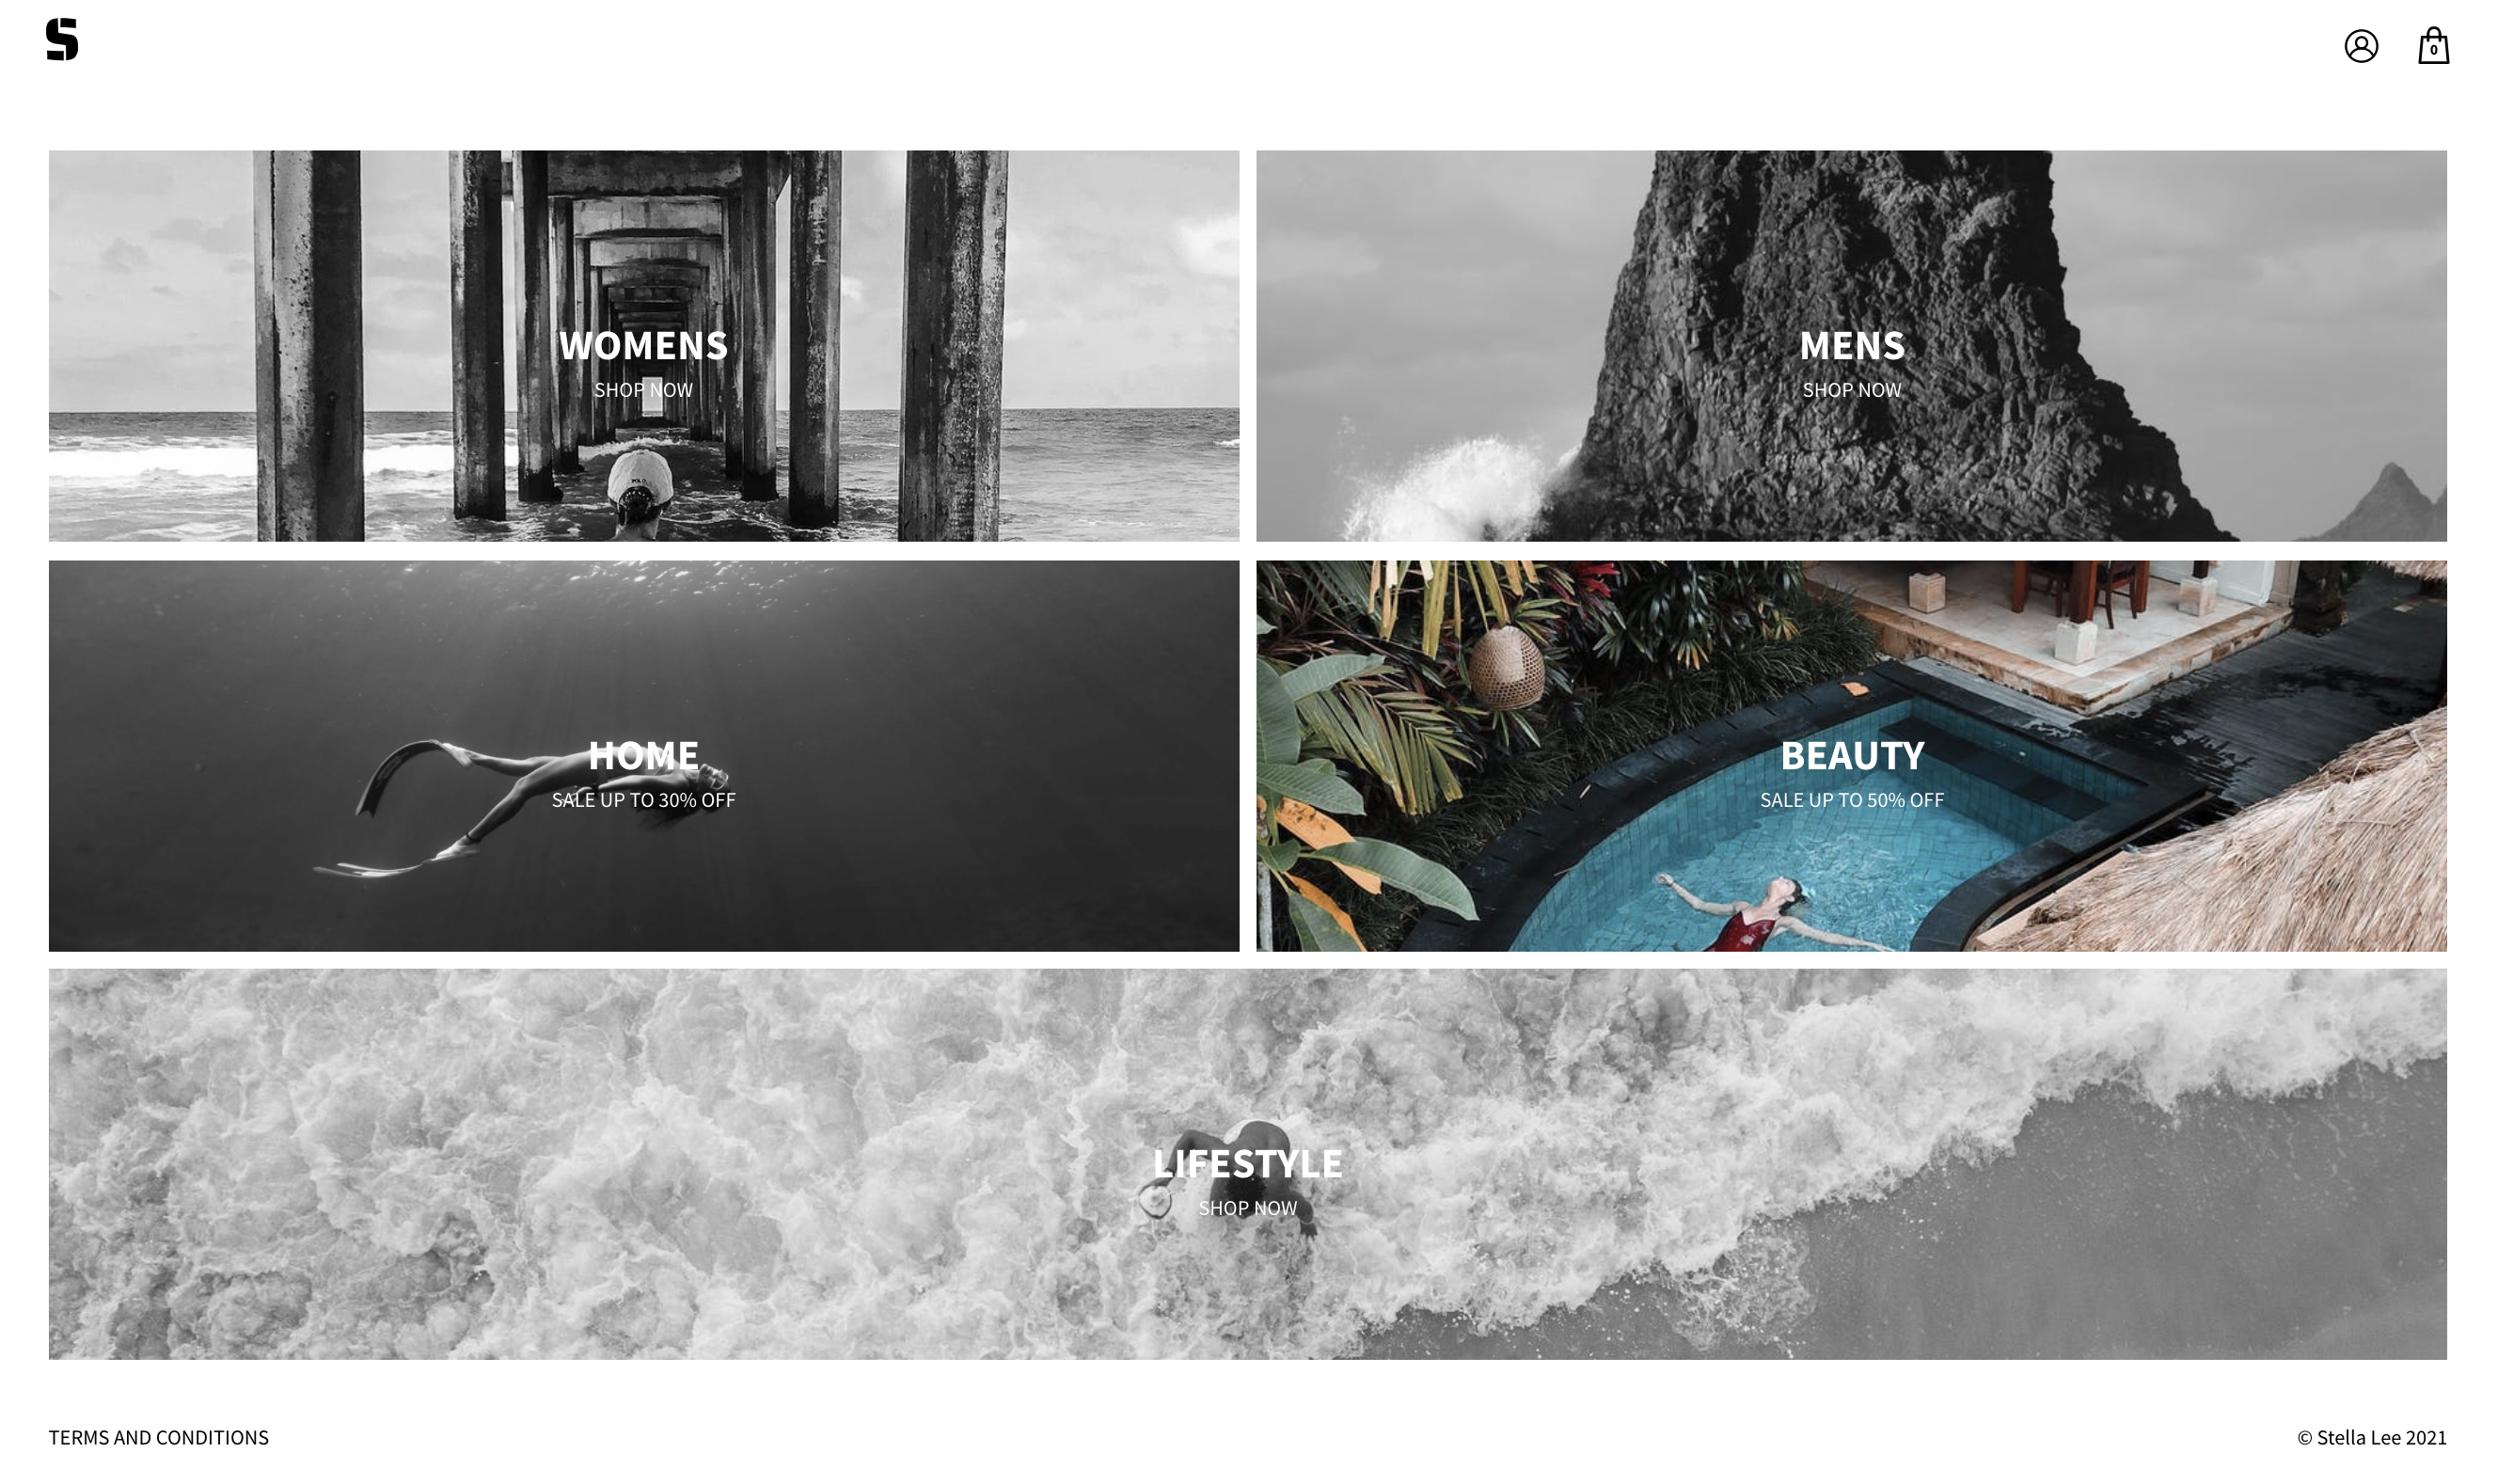 S
0
WOMENS
SHOP NOW
POLO
MENS
SHOP NOW
HOME
SALE UP TO 30% OFF
BEAUTY
SALE UP TO 50% OFF
LIFESTYLE
SHOP NOW
TERMS AND CONDITIONS
© Stella Lee 2021